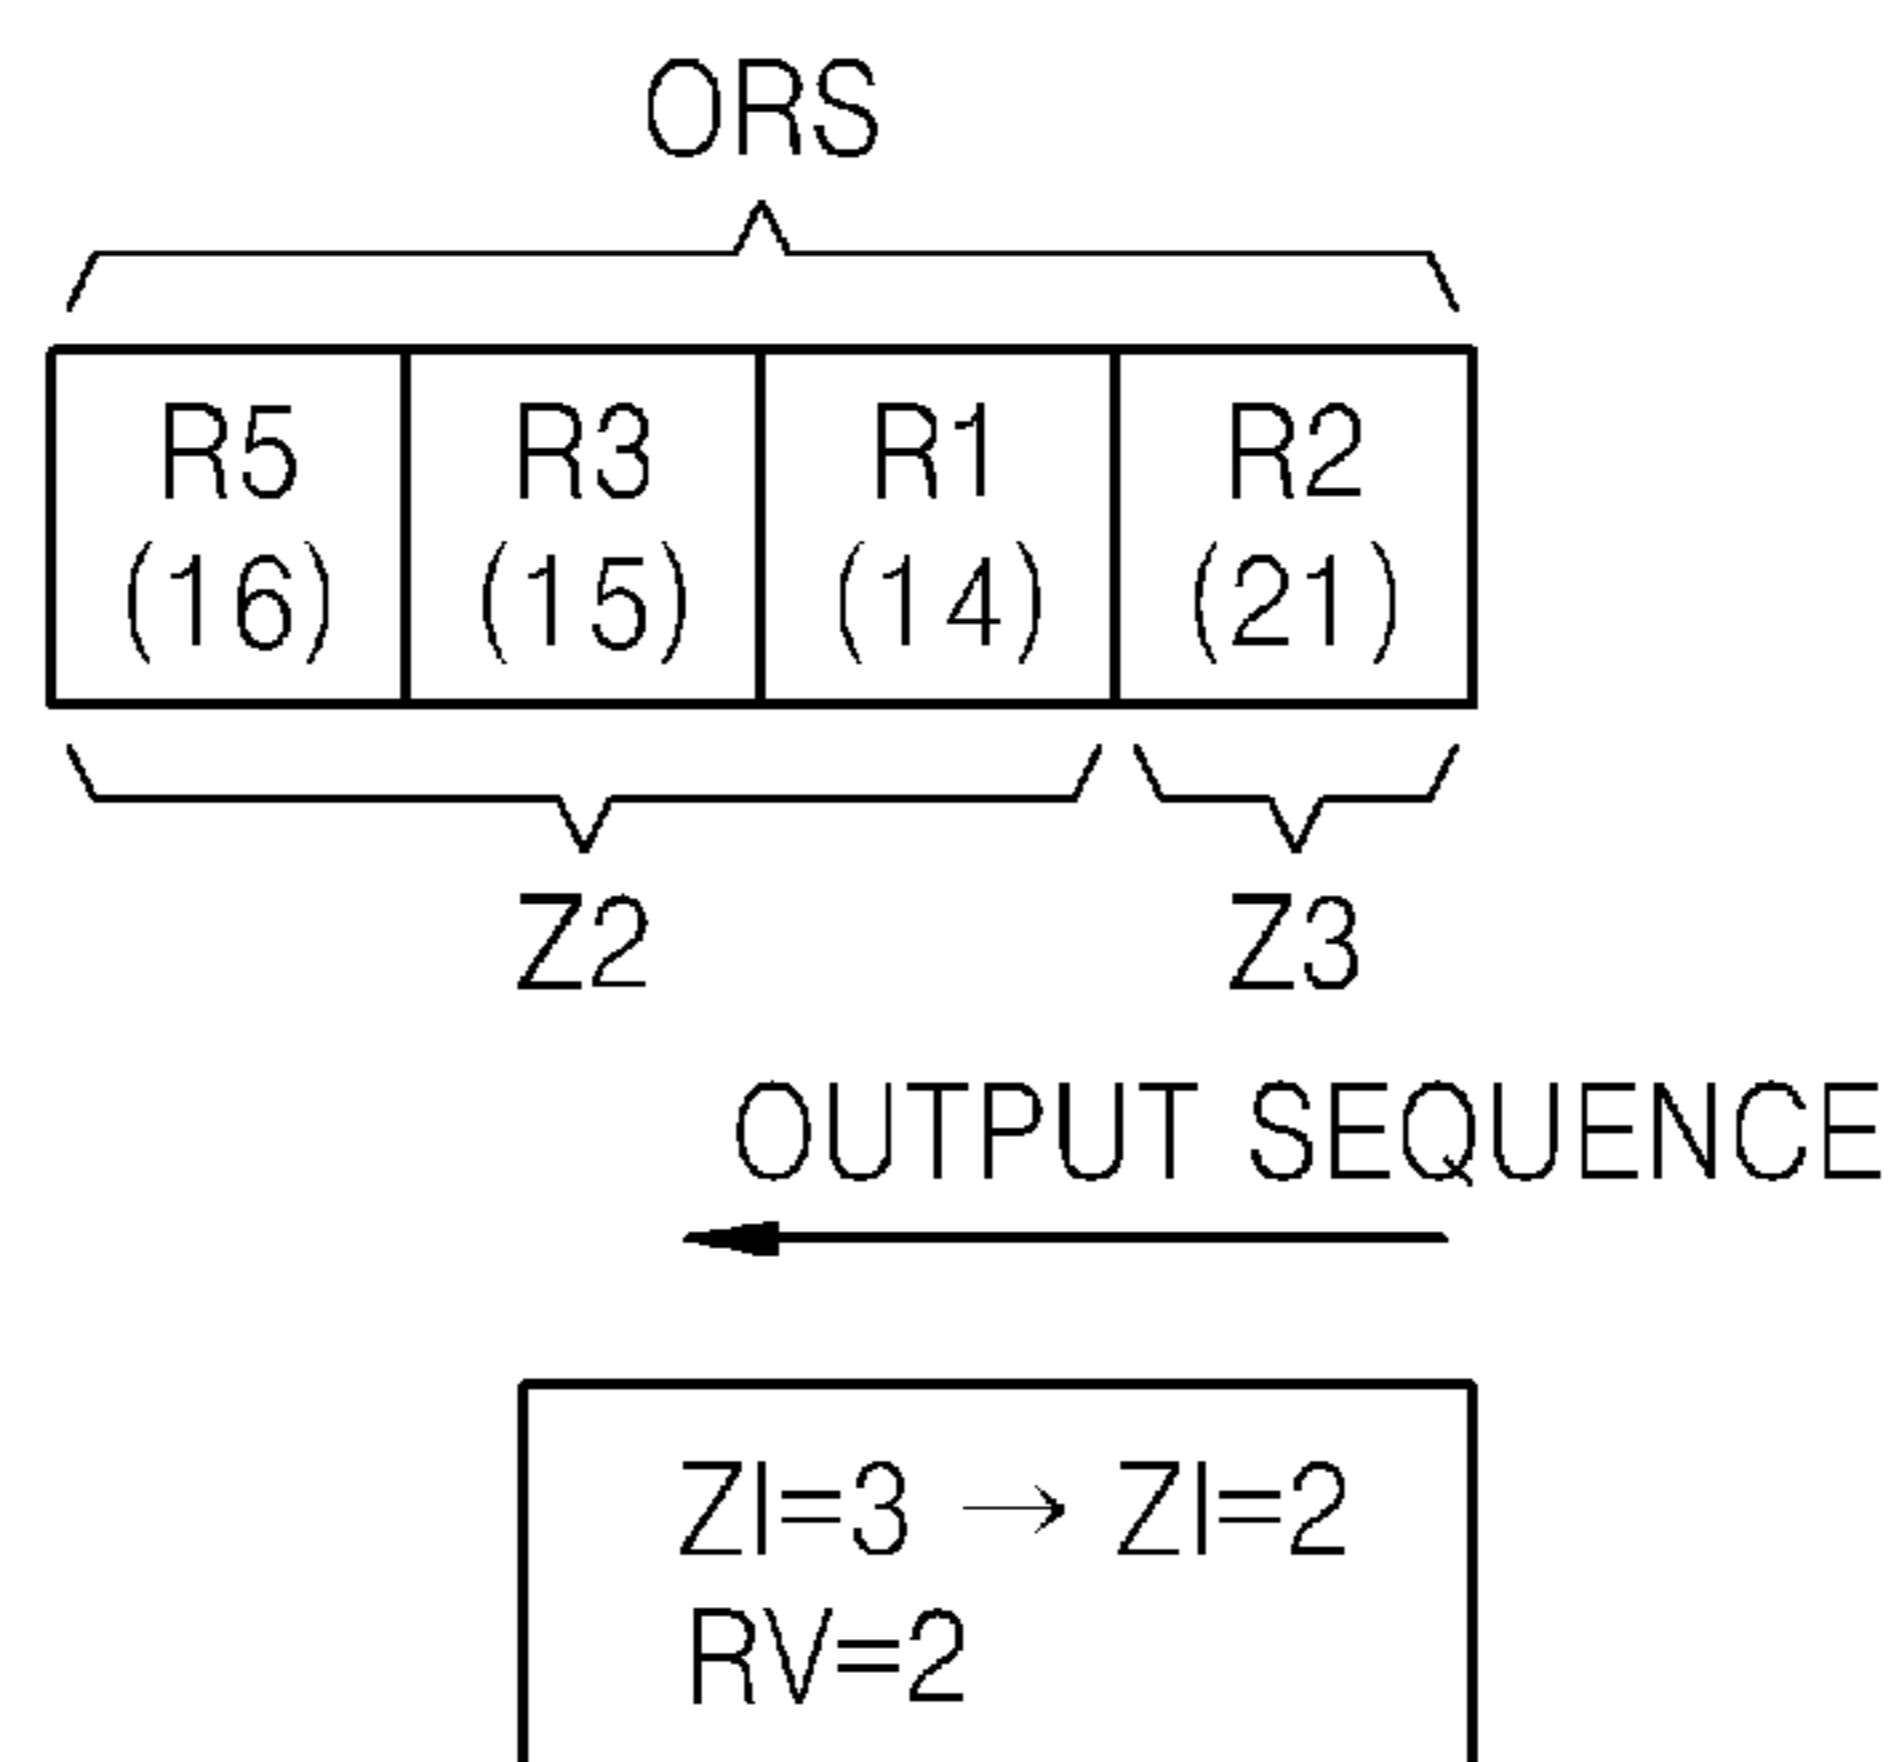 ORS
R5 R3 R1 R2
(16) (15) (14) (21)
Z2 Z3
OUTPUT SEQUENCE
ZI=3 → ZI=2
RV=2